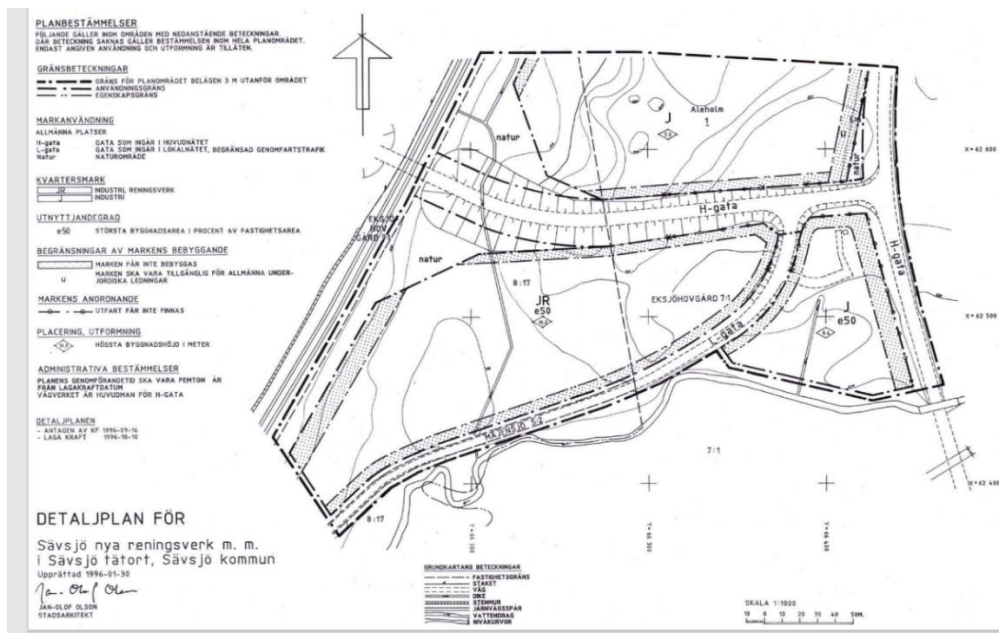 PLANBESTÄMMELSER
FÖLJANDE GÄLLER INOM OMRÅDEN MED NEDANSTÅENDE BETECKNINGAR.
DÄR BETECKNING SAKNAS GÄLLER BESTÄMMELSEN INOM HELA PLANOMRÅDET.
ENDAST ANGIVEN ANVÄNDNING OCH UTFORMNING ÄR TILLÅTEN.
GRÄNSBETECKNINGAR
GRÄNS FÖR PLANOMRÅDET BELÄGEN 3 M UTANFÖR OMRÅDET
ANVÄNDNINGSGRÄNS
EGENSKAPSGRÄNS
MARKANVÄNDNING
ALLMÄNNA PLATSER
H-gata GATA SOM INGÅR I HUVUDNÄTET
L-gata GATA SOM INGÅR I LOKALNÄTET, BEGRÄNSAD GENOMFARTSTRAFIK
Natur NATUROMRÅDE
KVARTERSMARK
JR INDUSTRI, RENINGSVERK
J INDUSTRI
UTNYTTJANDEGRAD
e50 STÖRSTA BYGGNADSAREA I PROCENT AV FASTIGHETSAREA
BEGRÄNSNINGAR AV MARKENS BEBYGGANDE
MARKEN FÅR INTE BEBYGGAS
u MARKEN SKA VARA TILLGÄNGLIG FÖR ALLMÄNNA UNDER-
JORDISKA LEDNINGAR
MARKENS ANORDNANDE
UTFART FÅR INTE FINNAS
PLACERING, UTFORMNING
HÖGSTA BYGGNADSHÖJD I METER
ADMINISTRATIVA BESTÄMMELSER
PLANENS GENOMFÖRANDETID SKA VARA FEMTON ÅR
FRÅN LAGAKRAFTDATUM
VÄGVERKET ÄR HUVUDMAN FÖR H-GATA
DETALJPLANEN
- ANTAGEN AV KF 1996-09-16
- LAGA KRAFT 1996-10-10
DETALJPLAN FÖR
Sävsjö nya reningsverk m. m.
i Sävsjö tätort, Sävsjö kommun
Upprättad 1996-01-30
Jan-Olof Olson
JAN-OLOF OLSON
STADSARKITEKT
Aleholm
1
J
natur
natur
X=62 600
H-gata
H-gata
natur
8:17
JR
e50
EKSJÖHOVGÅRD 7:1
J
e50
X=62 500
L-gata
7:1
X=62 400
8:17
GRUNDKARTANS BETECKNINGAR
FASTIGHETSGRÄNS
STAKET
VÄG
DIKE
STENMUR
JÄRNVÄGSSPÅR
VATTENDRAG
NIVÅKURVOR
SKALA 1:1000
10 0 10 20 30 40 50M.